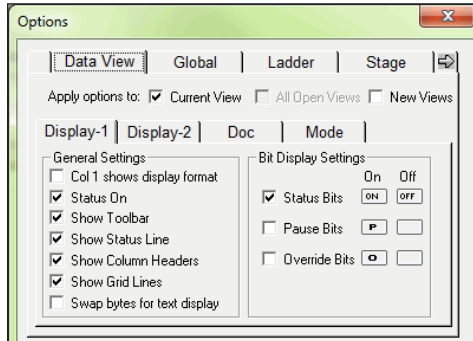 Options
Data View Global Ladder Stage
Apply options to: Current View All Open Views New Views
Display-1 Display-2 Doc Mode
General Settings
Col 1 shows display format
Status On
Show Toolbar
Show Status Line
Show Column Headers
Show Grid Lines
Swap bytes for text display
Bit Display Settings
On Off
Status Bits ON OFF
Pause Bits P
Override Bits O